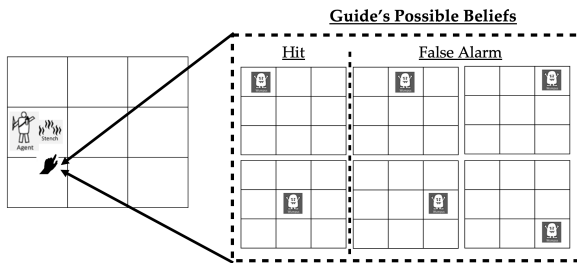 Guide's Possible Beliefs
Hit
False Alarm
Agent
Stench